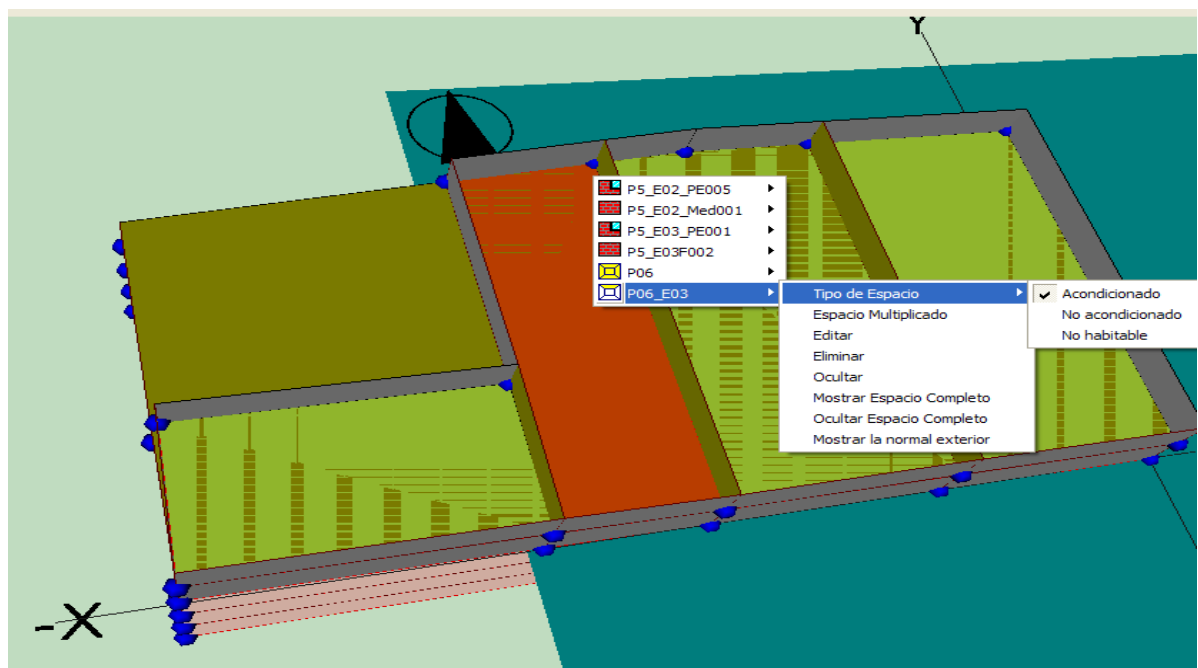 Y
P5_E02_PE005
P5_E02_Med001
P5_E03_PE001
P5_E03F002
P06
P06_E03
Tipo de Espacio
Espacio Multiplicado
Editar
Eliminar
Ocultar
Mostrar Espacio Completo
Ocultar Espacio Completo
Mostrar la normal exterior
Acondicionado
No acondicionado
No habitable
-X